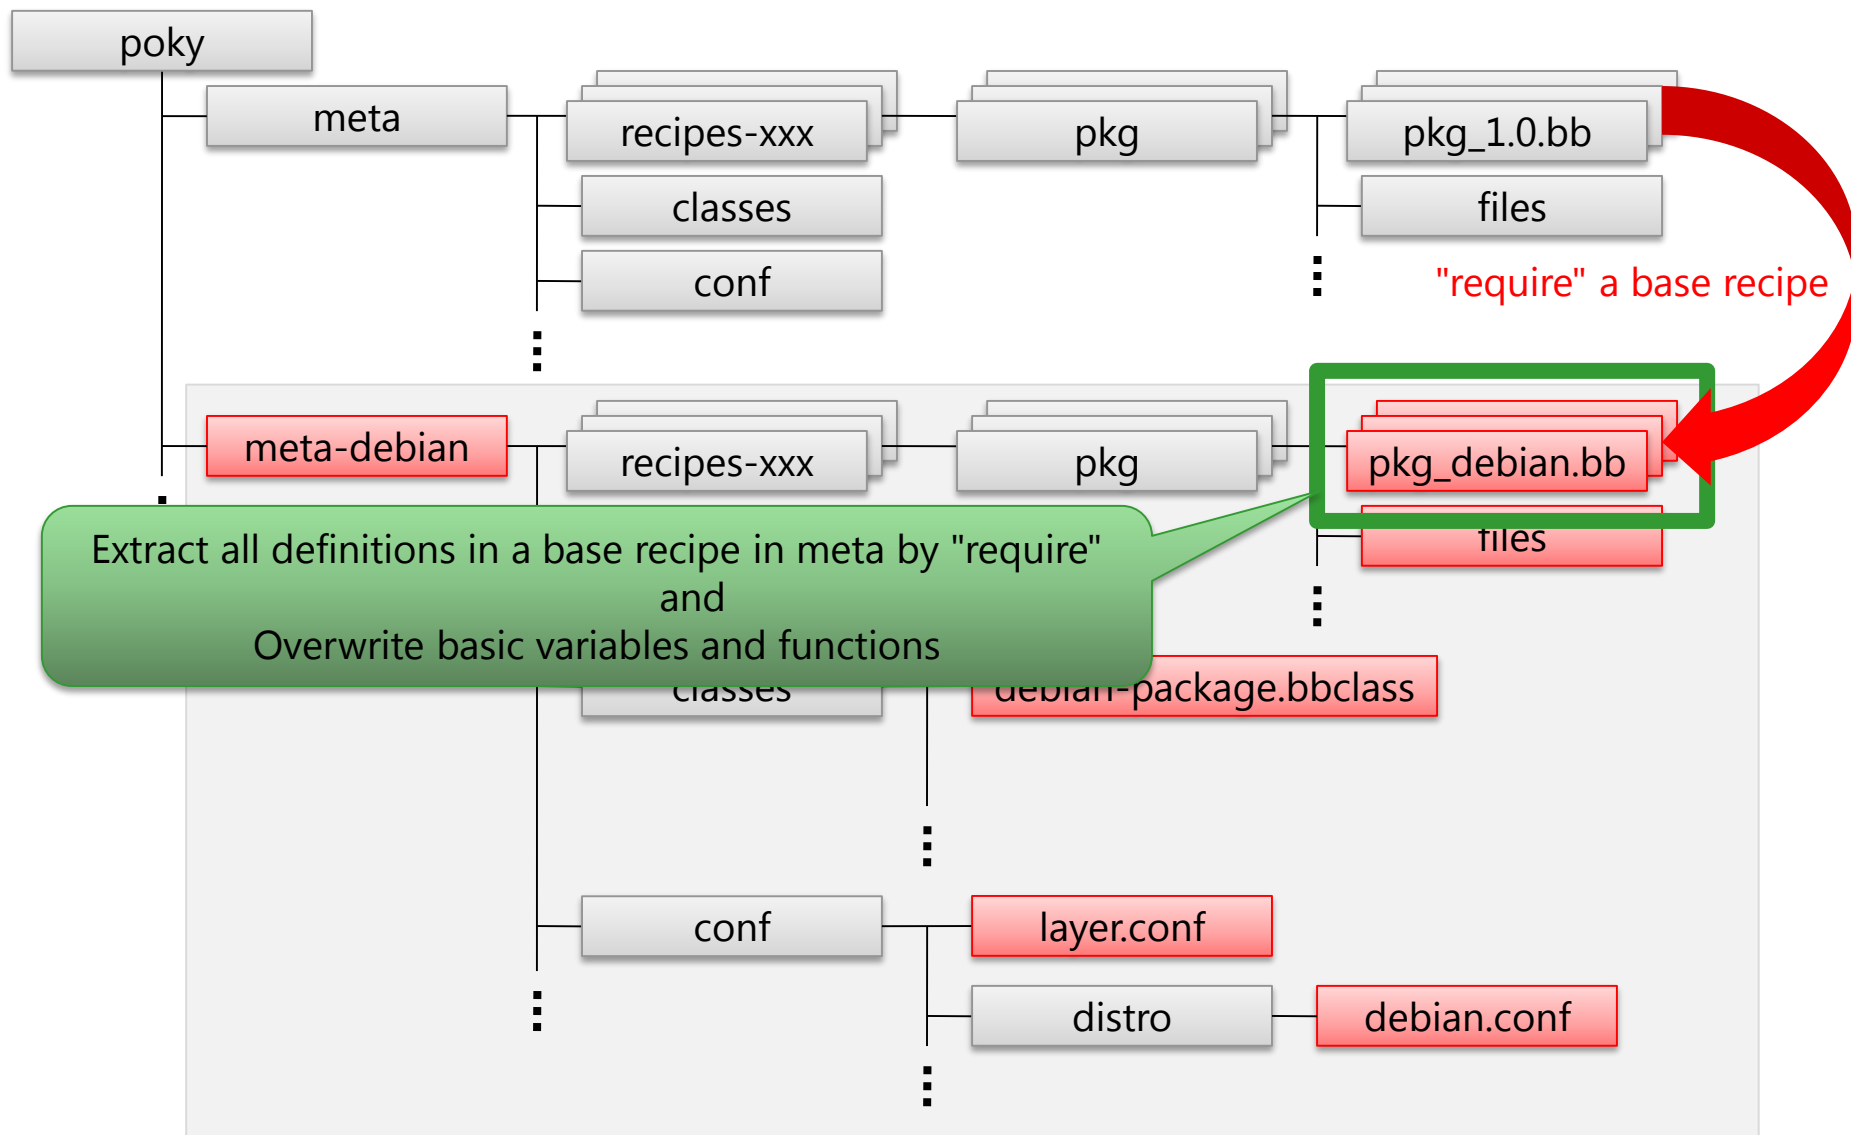 poky
meta
recipes-xxx
pkg
pkg_1.0.bb
classes
files
conf
"require" a base recipe
meta-debian
recipes-xxx
pkg
pkg_debian.bb
files
Extract all definitions in a base recipe in meta by "require"
and
Overwrite basic variables and functions
classes
debian-package.bbclass
conf
layer.conf
distro
debian.conf